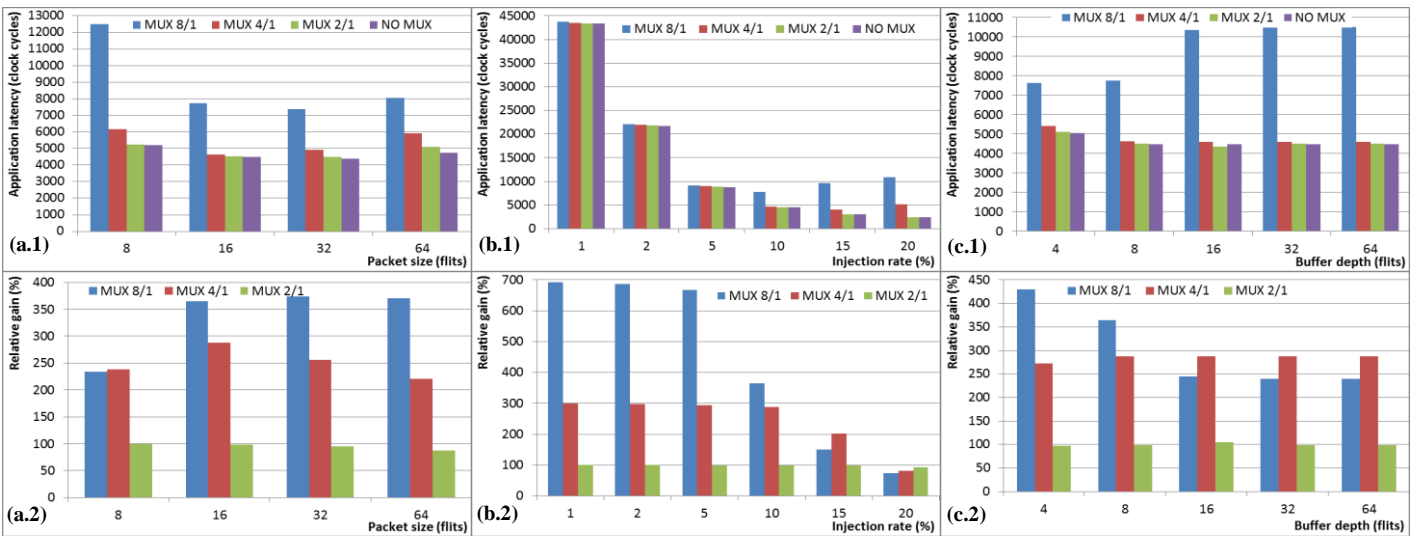 MUX 8/1 MUX 4/1 MUX 2/1 NO MUX
Application latency (clock cycles)
13000
12000
11000
10000
9000
8000
7000
6000
5000
4000
3000
2000
1000
0
8 16 32 64
Packet size (flits)
(a.1)
MUX 8/1 MUX 4/1 MUX 2/1 NO MUX
Application latency (clock cycles)
45000
40000
35000
30000
25000
20000
15000
10000
5000
0
1 2 5 10 15 20
Injection rate (%)
(b.1)
MUX 8/1 MUX 4/1 MUX 2/1 NO MUX
Application latency (clock cycles)
11000
10000
9000
8000
7000
6000
5000
4000
3000
2000
1000
0
4 8 16 32 64
Buffer depth (flits)
(c.1)
MUX 8/1 MUX 4/1 MUX 2/1
Relative gain (%)
400
350
300
250
200
150
100
50
0
8 16 32 64
Packet size (flits)
(a.2)
MUX 8/1 MUX 4/1 MUX 2/1
Relative gain (%)
700
600
500
400
300
200
100
0
1 2 5 10 15 20
Injection rate (%)
(b.2)
MUX 8/1 MUX 4/1 MUX 2/1
Relative gain (%)
450
400
350
300
250
200
150
100
50
0
4 8 16 32 64
Buffer depth (flits)
(c.2)